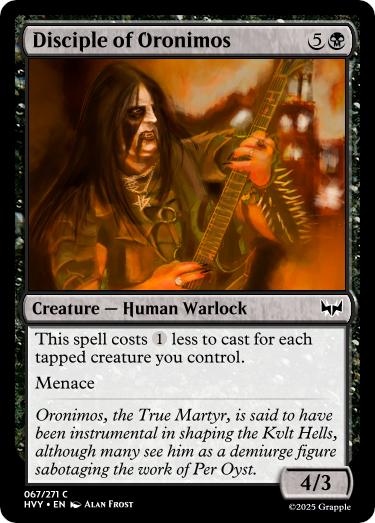 Disciple of Oronimos 5
Creature — Human Warlock
This spell costs 1 less to cast for each
tapped creature you control.
Menace
Oronimos, the True Martyr, is said to have
been instrumental in shaping the Kvlt Hells,
although many see him as a demiurge figure
sabotaging the work of Per Oyst.
4/3
067/271 C
HVY • EN Alan Frost
©2025 Grapple